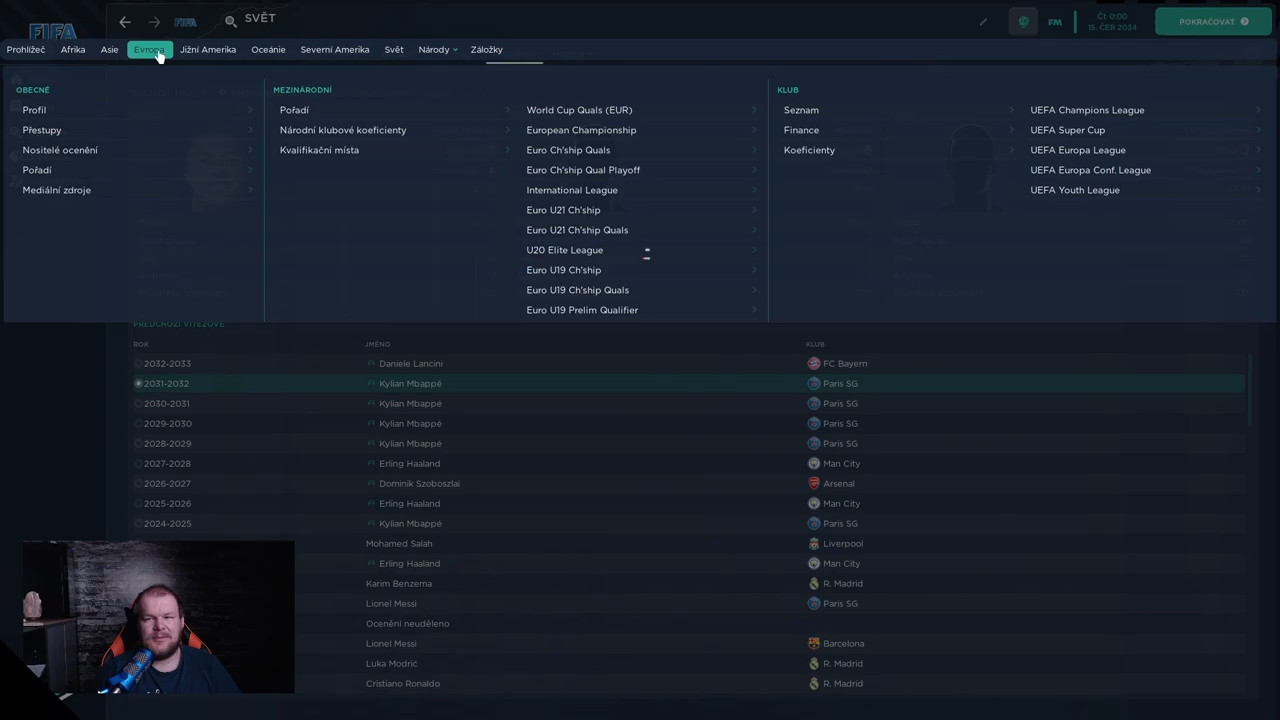 FIFA
FIFA
SVĚT
FM
Čt 0:00
15. ČER 2034
POKRAČOVAT
Prohlížeč
Afrika
Asie
Evropa
Jižní Amerika
Oceánie
Severní Amerika
Svět
Národy
Záložky
OBECNÉ
Profil
Přestupy
Nositelé ocenění
Pořadí
Mediální zdroje
MEZINÁRODNÍ
Pořadí
Národní klubové koeficienty
Kvalifikační místa
World Cup Quals (EUR)
European Championship
Euro Ch'ship Quals
Euro Ch'ship Qual Playoff
International League
Euro U21 Ch'ship
Euro U21 Ch'ship Quals
U20 Elite League
Euro U19 Ch'ship
Euro U19 Ch'ship Quals
Euro U19 Prelim Qualifier
KLUB
Seznam
Finance
Koeficienty
UEFA Champions League
UEFA Super Cup
UEFA Europa League
UEFA Europa Conf. League
UEFA Youth League
PŘEDCHOZÍ VÍTĚZOVÉ
ROK JMÉNO KLUB
2032-2033 Daniele Lancini FC Bayern
2031-2032 Kylian Mbappé Paris SG
2030-2031 Kylian Mbappé Paris SG
2029-2030 Kylian Mbappé Paris SG
2028-2029 Kylian Mbappé Paris SG
2027-2028 Erling Haaland Man City
2026-2027 Dominik Szoboszlai Arsenal
2025-2026 Erling Haaland Man City
2024-2025 Kylian Mbappé Paris SG
Mohamed Salah Liverpool
Erling Haaland Man City
Karim Benzema R. Madrid
Lionel Messi Paris SG
Ocenění neuděleno
Lionel Messi Barcelona
Luka Modrić R. Madrid
Cristiano Ronaldo R. Madrid